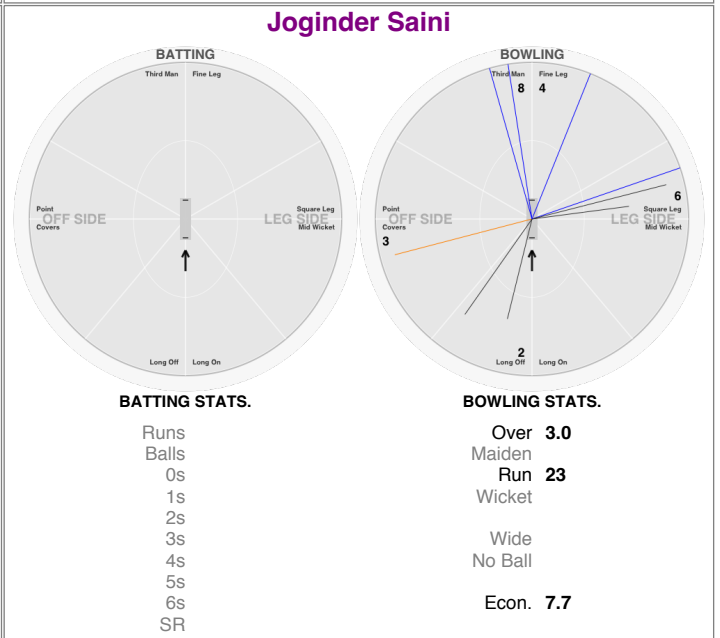 Joginder Saini
BATTING
Third Man Fine Leg
Point
OFF SIDE
Covers
Square Leg
LEG SIDE
Mid Wicket
Long Off Long On
BATTING STATS.
Runs
Balls
0s
1s
2s
3s
4s
5s
6s
SR
BOWLING
Third Man Fine Leg
8 4
Point
OFF SIDE
Covers
3
6
Square Leg
LEG SIDE
Mid Wicket
2
Long Off Long On
BOWLING STATS.
Over 3.0
Maiden
Run 23
Wicket
Wide
No Ball
Econ. 7.7